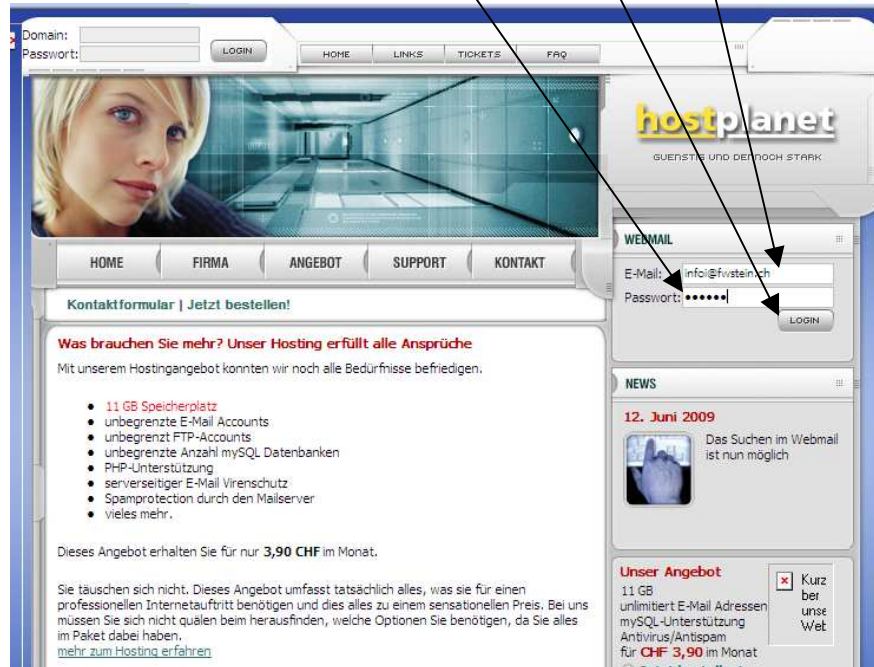 Domain:
Passwort:
LOGIN
HOME
LINKS
TICKETS
FAQ
hostplanet
GUENSTIG UND DENNOCH STARK
HOME
FIRMA
ANGEBOT
SUPPORT
KONTAKT
Kontaktformular | Jetzt bestellen!
Was brauchen Sie mehr? Unser Hosting erfüllt alle Ansprüche
Mit unserem Hostingangebot konnten wir noch alle Bedürfnisse befriedigen.
● 11 GB Speicherplatz
● unbegrenzte E-Mail Accounts
● unbegrenzt FTP-Accounts
● unbegrenzte Anzahl mySQL Datenbanken
● PHP-Unterstützung
● serverseitiger E-Mail Virenschutz
● Spamprotection durch den Mailserver
● vieles mehr.
Dieses Angebot erhalten Sie für nur 3,90 CHF im Monat.
Sie täuschen sich nicht. Dieses Angebot umfasst tatsächlich alles, was sie für einen
professionellen Internetauftritt benötigen und dies alles zu einem sensationellen Preis. Bei uns
müssen Sie sich nicht quälen beim herausfinden, welche Optionen Sie benötigen, da Sie alles
im Paket dabei haben.
mehr zum Hosting erfahren
WEBMAIL
E-Mail: infoi@fwstein.ch
Passwort: ●●●●●●
LOGIN
NEWS
12. Juni 2009
Das Suchen im Webmail
ist nun möglich
Unser Angebot
11 GB
unlimitiert E-Mail Adressen
mySQL-Unterstützung
Antivirus/Antispam
für CHF 3,90 im Monat
Kurz
ber
unse
Wet